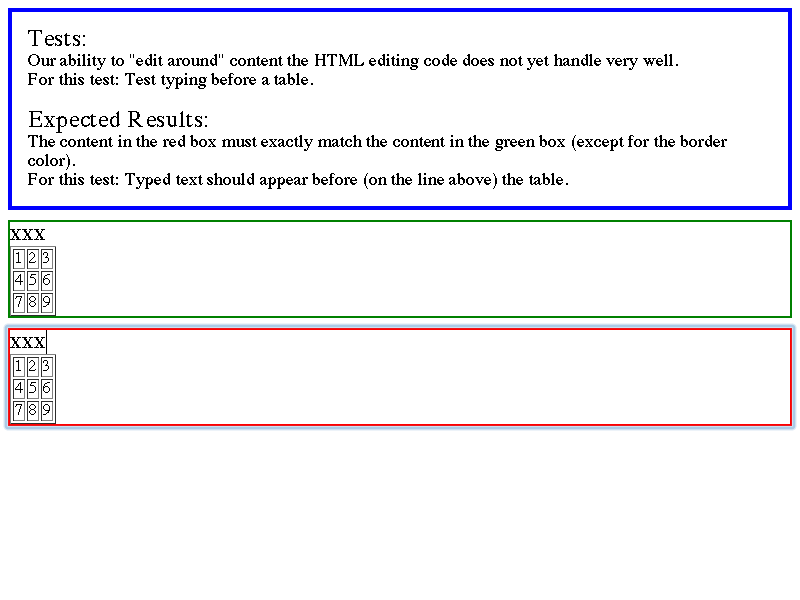 Tests:
Our ability to "edit around" content the HTML editing code does not yet handle very well.
For this test: Test typing before a table.
Expected Results:
The content in the red box must exactly match the content in the green box (except for the border
color).
For this test: Typed text should appear before (on the line above) the table.
xxx
1 2 3
4 5 6
7 8 9
xxx
1 2 3
4 5 6
7 8 9